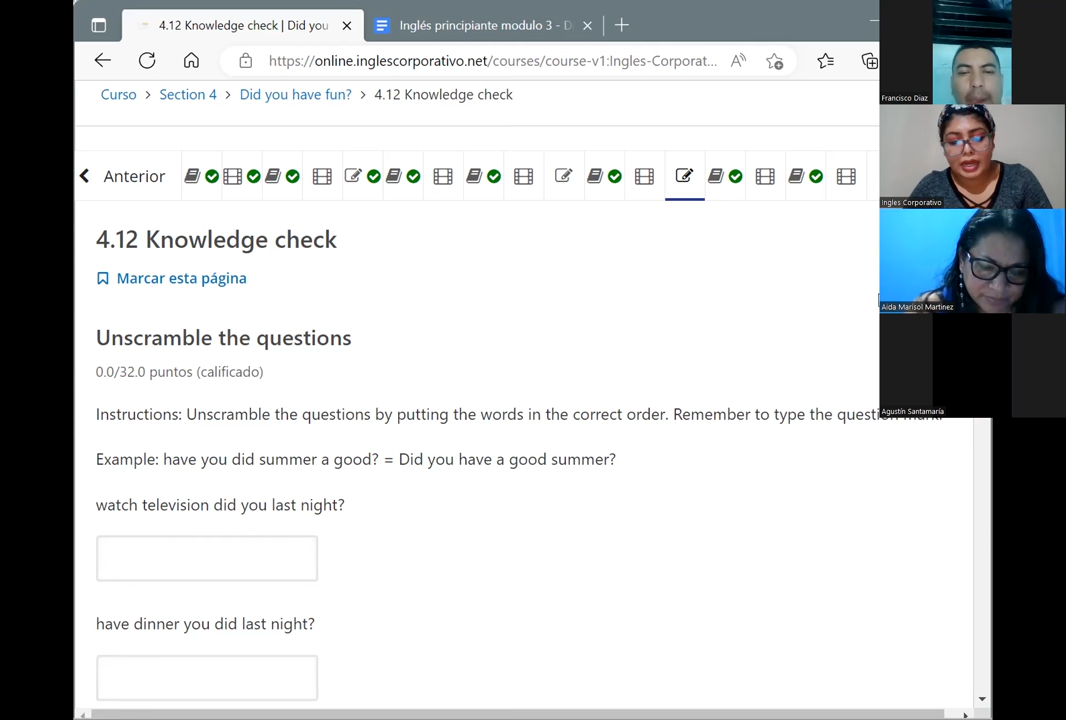 4.12 Knowledge check | Did you
Inglés principiante modulo 3 - D
https://online.inglescorporativo.net/courses/course-v1:Ingles-Corporat...
Curso > Section 4 > Did you have fun? > 4.12 Knowledge check
Anterior
4.12 Knowledge check
Marcar esta página
Unscramble the questions
0.0/32.0 puntos (calificado)
Instructions: Unscramble the questions by putting the words in the correct order. Remember to type the question mark.
Example: have you did summer a good? = Did you have a good summer?
watch television did you last night?
have dinner you did last night?
Francisco Diaz
Ingles Corporativo
Aida Marisol Martinez
Agustín Santamaría